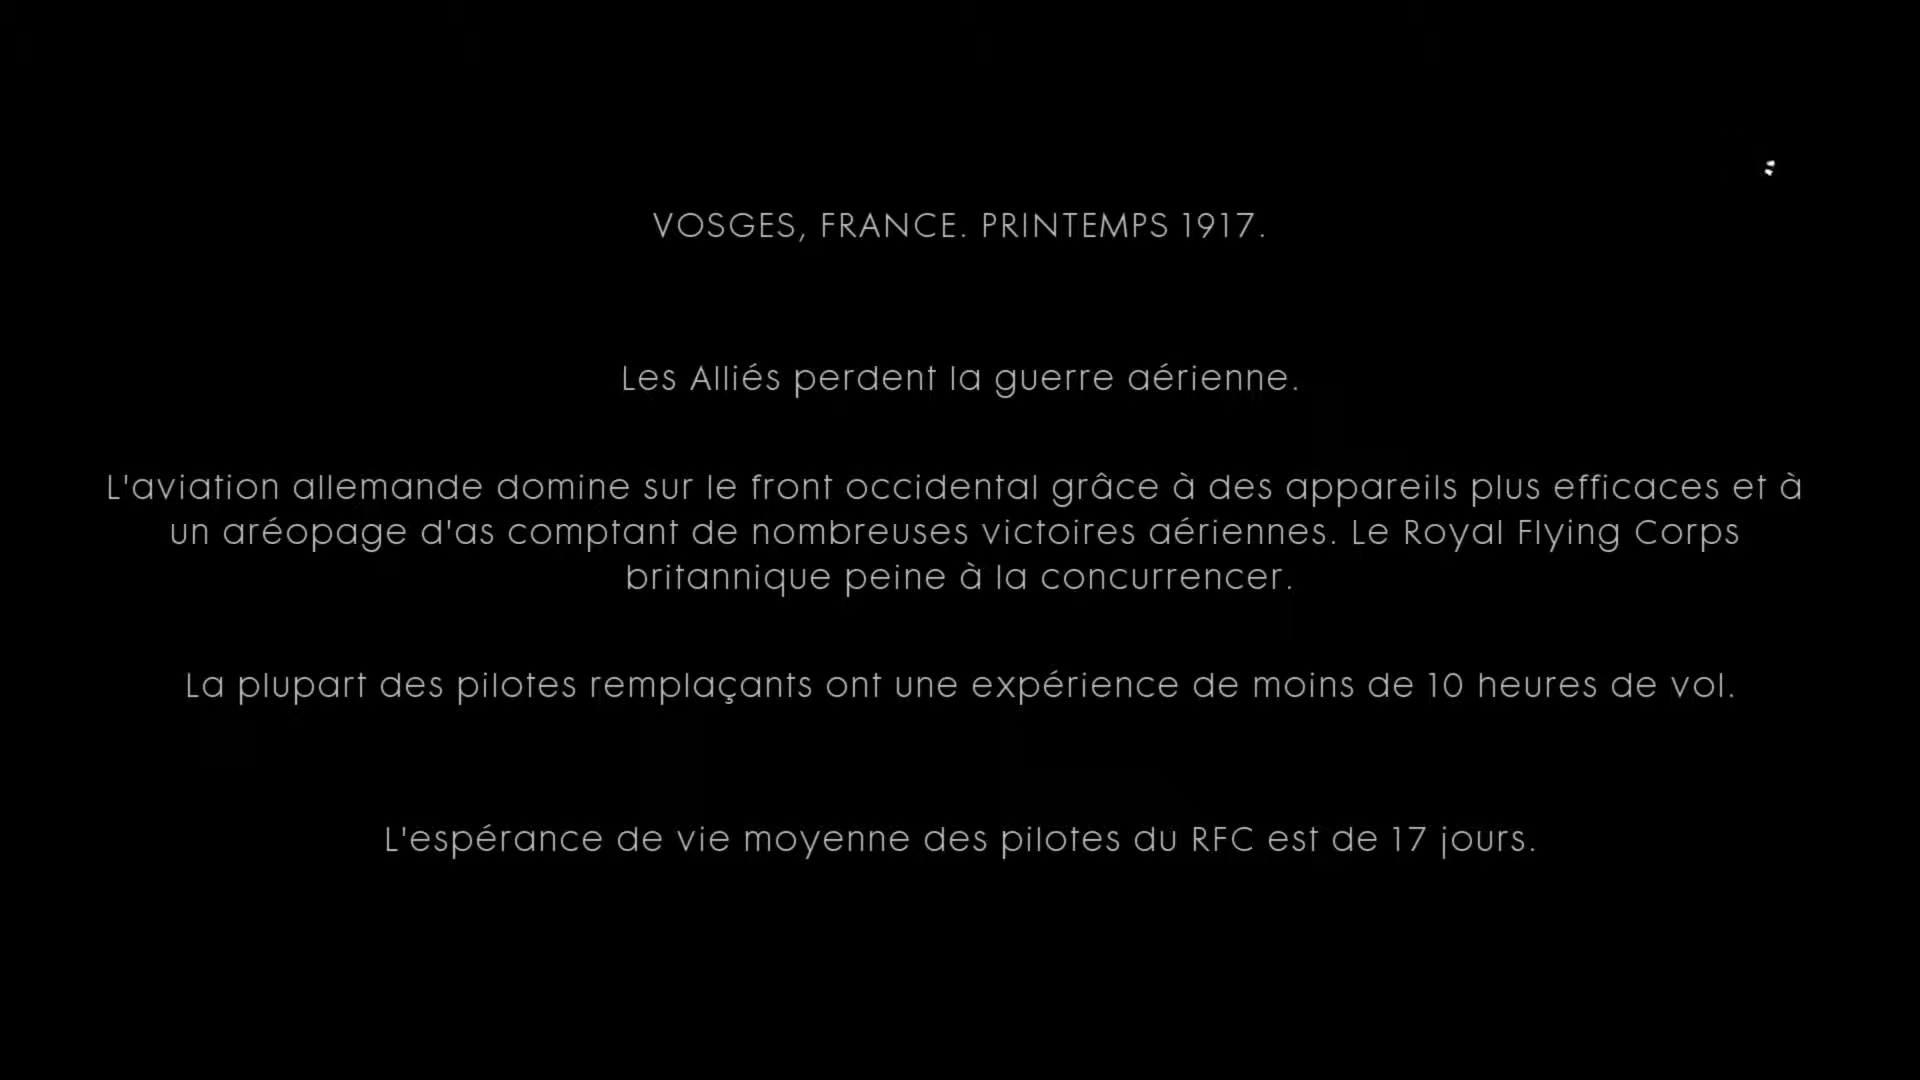 VOSGES, FRANCE. PRINTEMPS 1917.
Les Alliés perdent la guerre aérienne.
L'aviation allemande domine sur le front occidental grâce à des appareils plus efficaces et à
un aréopage d'as comptant de nombreuses victoires aériennes. Le Royal Flying Corps
britannique peine à la concurrencer.
La plupart des pilotes remplaçants ont une expérience de moins de 10 heures de vol.
L'espérance de vie moyenne des pilotes du RFC est de 17 jours.